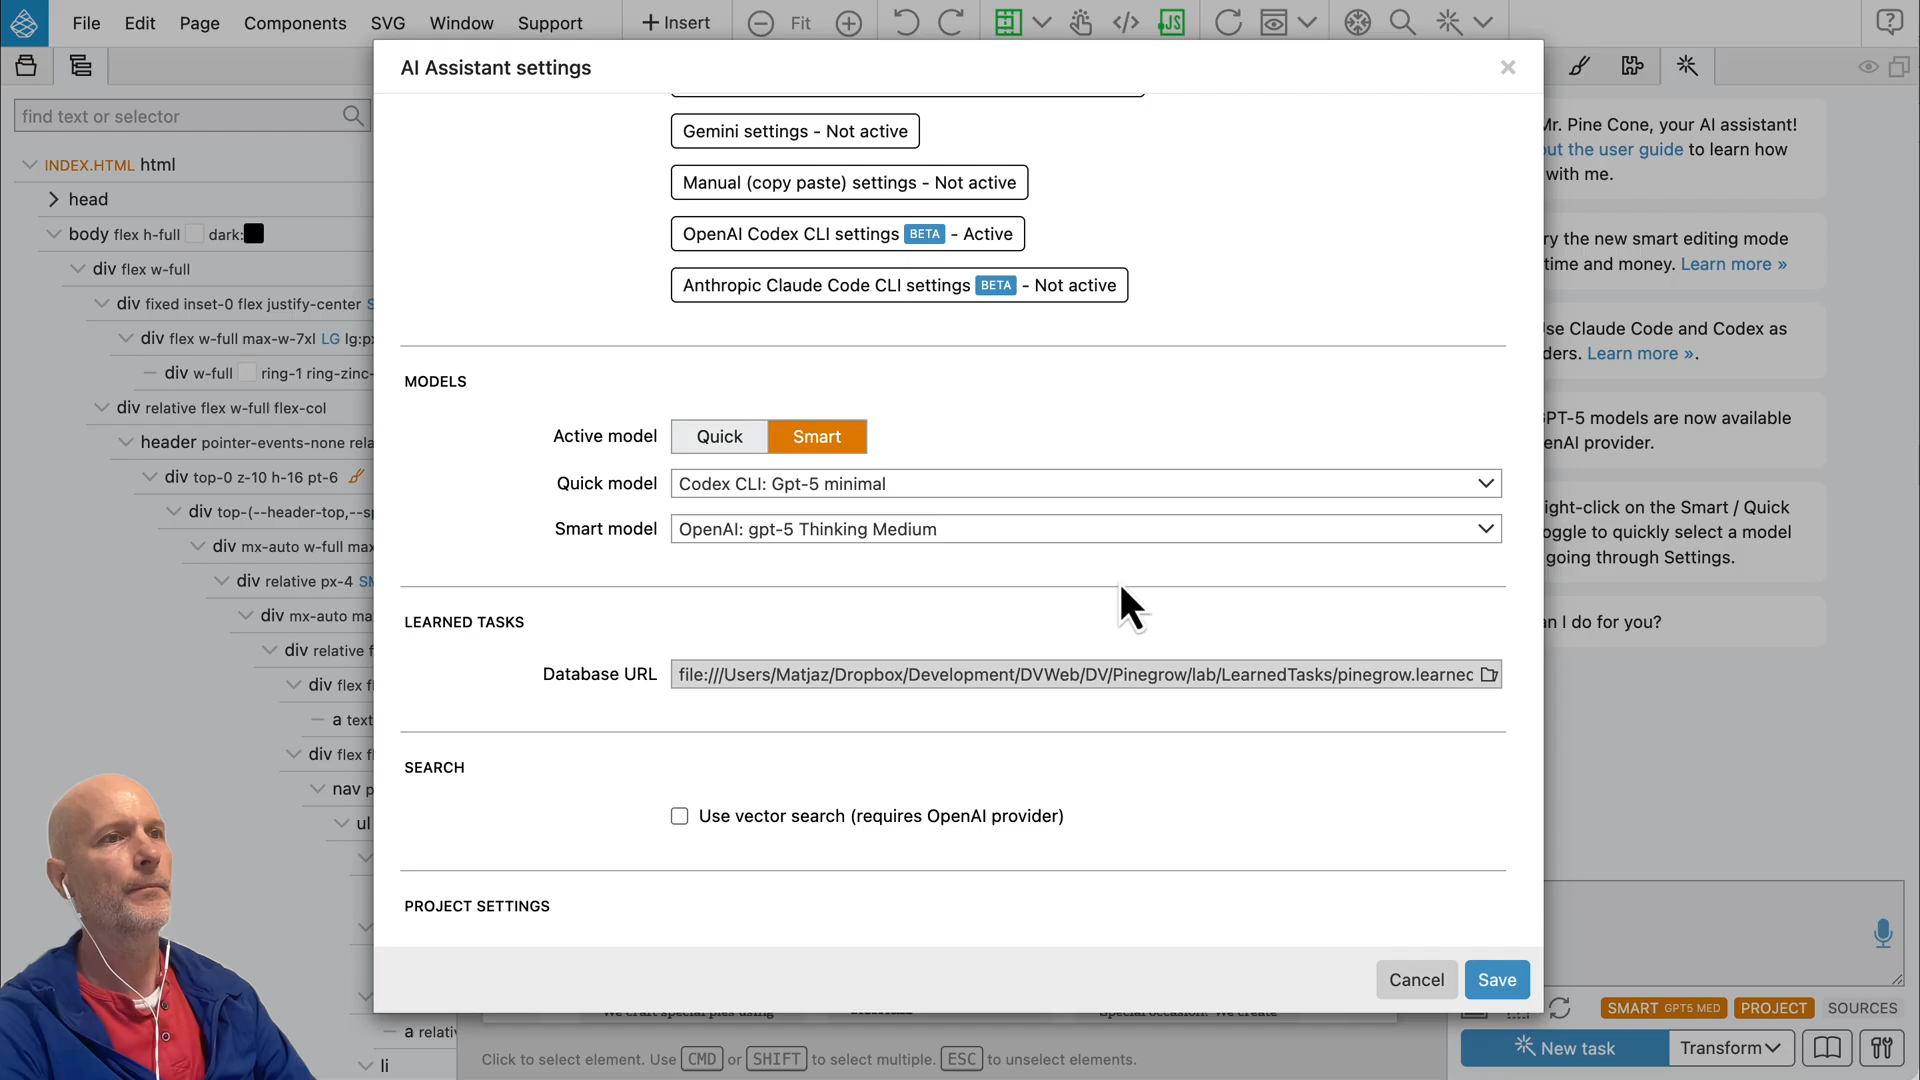 File Edit Page Components SVG Window Support + Insert Fit JS
AI Assistant settings
find text or selector
INDEX.HTML html
head
body flex h-full dark:
div flex w-full
div fixed inset-0 flex justify-center
div flex w-full max-w-7xl LG lg:p
div w-full ring-1 ring-zinc-
div relative flex w-full flex-col
header pointer-events-none rela
div top-0 z-10 h-16 pt-6
div top-(--header-top,--sp
div mx-auto w-full max
div relative px-4 SM
div mx-auto ma
div relative f
div flex f
a text
div flex f
nav p
ul
a relativ
li
Gemini settings - Not active
Manual (copy paste) settings - Not active
OpenAI Codex CLI settings BETA - Active
Anthropic Claude Code CLI settings BETA - Not active
MODELS
Active model Quick Smart
Quick model Codex CLI: Gpt-5 minimal
Smart model OpenAI: gpt-5 Thinking Medium
LEARNED TASKS
Database URL file:///Users/Matjaz/Dropbox/Development/DVWeb/DV/Pinegrow/lab/LearnedTasks/pinegrow.learned
SEARCH
Use vector search (requires OpenAI provider)
PROJECT SETTINGS
Cancel Save
Mr. Pine Cone, your AI assistant!
out the user guide to learn how
with me.
ry the new smart editing mode
time and money. Learn more »
Use Claude Code and Codex as
ders. Learn more ».
GPT-5 models are now available
enAI provider.
ight-click on the Smart / Quick
oggle to quickly select a model
going through Settings.
an I do for you?
SMART GPT5 MED PROJECT SOURCES
New task Transform
Click to select element. Use CMD or SHIFT to select multiple. ESC to unselect elements.